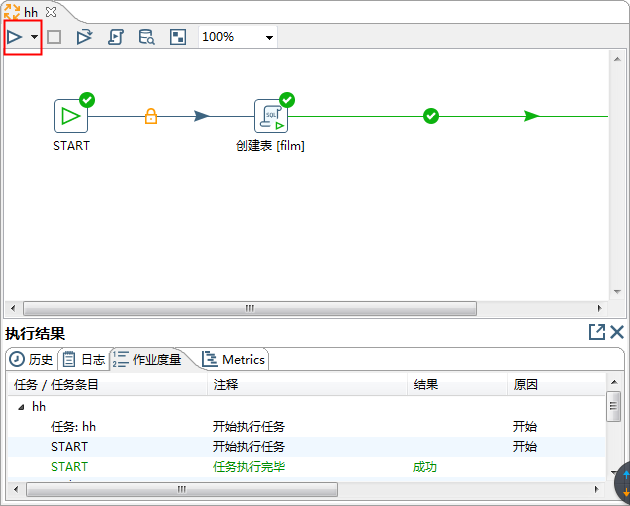 hh
100%
SQL
START
创建表 [film]
执行结果
历史 日志 作业度量 Metrics
任务 / 任务条目 注释 结果 原因
hh
任务: hh 开始执行任务 开始
START 开始执行任务 开始
START 任务执行完毕 成功